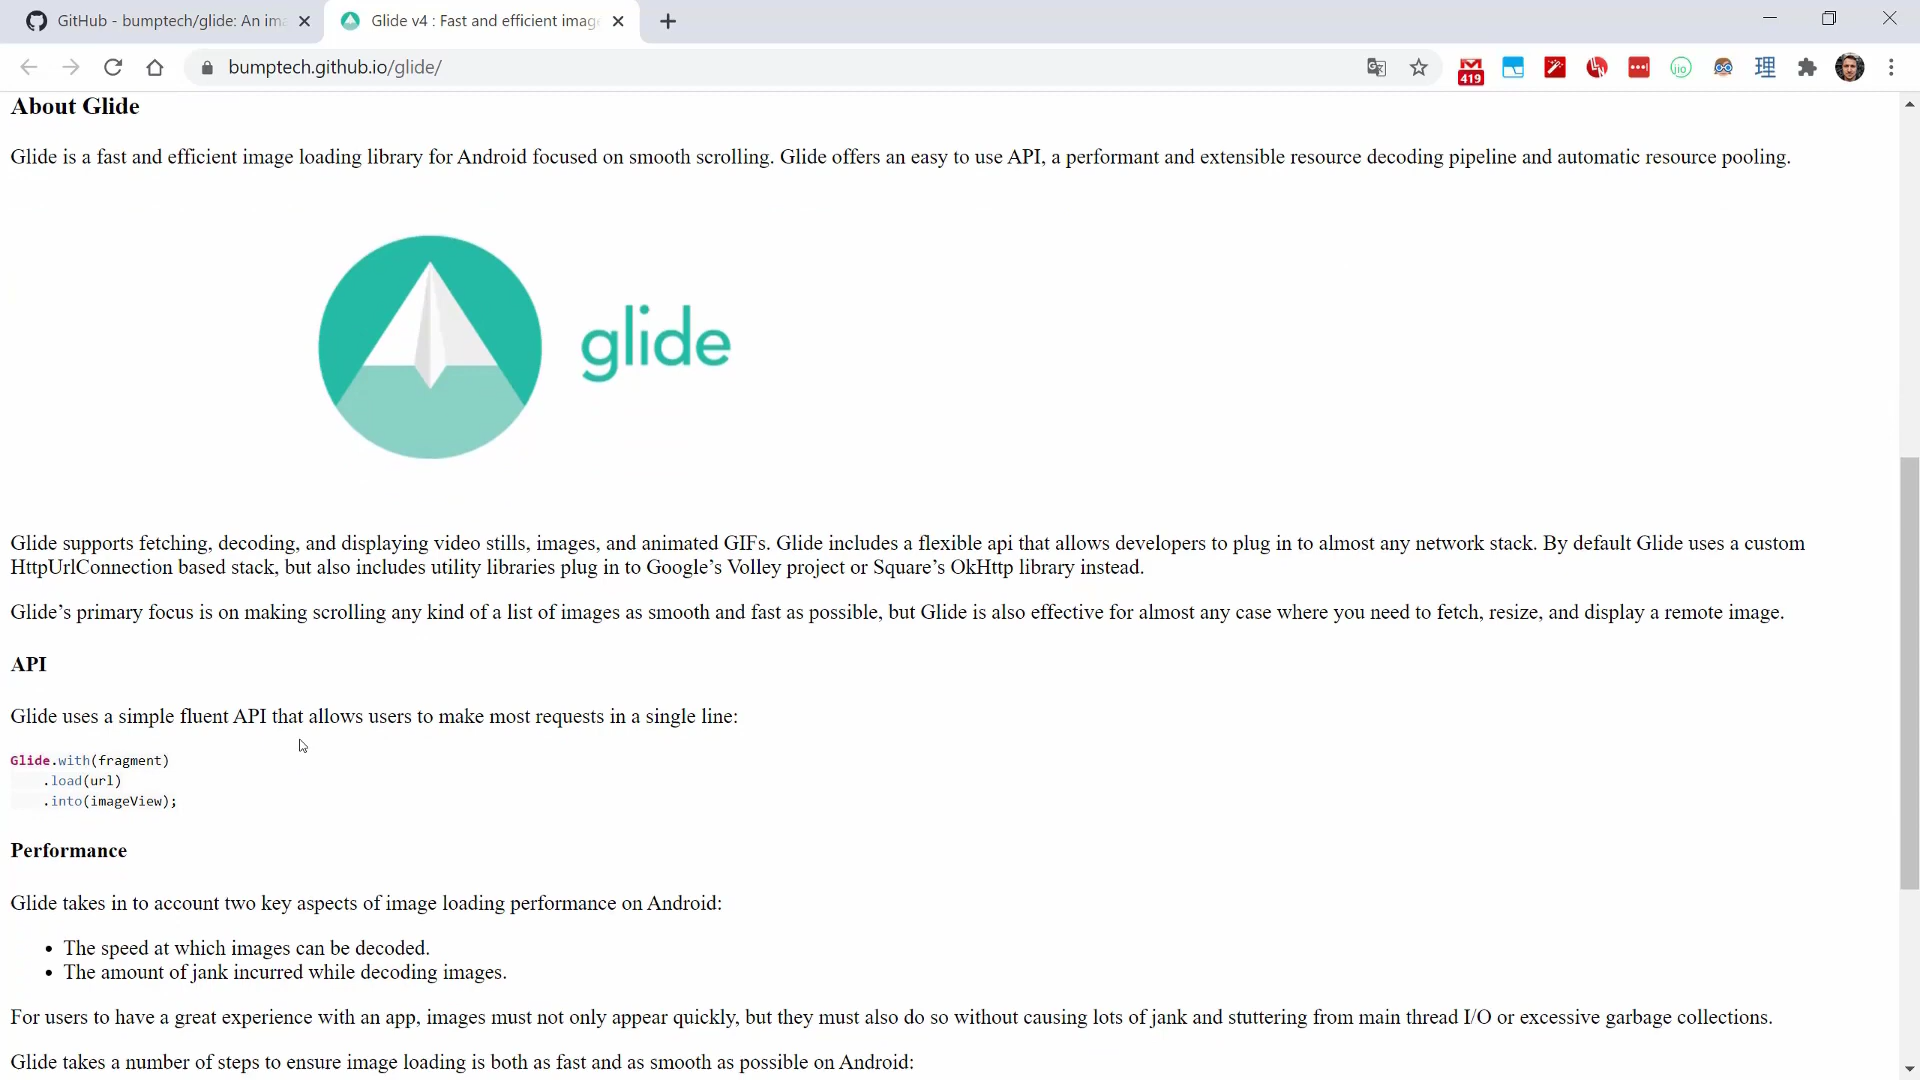 GitHub - bumptech/glide: An ima
Glide v4 : Fast and efficient imag
bumptech.github.io/glide/
419
理
About Glide
Glide is a fast and efficient image loading library for Android focused on smooth scrolling. Glide offers an easy to use API, a performant and extensible resource decoding pipeline and automatic resource pooling.
glide
Glide supports fetching, decoding, and displaying video stills, images, and animated GIFs. Glide includes a flexible api that allows developers to plug in to almost any network stack. By default Glide uses a custom
HttpUrlConnection based stack, but also includes utility libraries plug in to Google’s Volley project or Square’s OkHttp library instead.
Glide’s primary focus is on making scrolling any kind of a list of images as smooth and fast as possible, but Glide is also effective for almost any case where you need to fetch, resize, and display a remote image.
API
Glide uses a simple fluent API that allows users to make most requests in a single line:
Glide.with(fragment)
.load(url)
.into(imageView);
Performance
Glide takes in to account two key aspects of image loading performance on Android:
• The speed at which images can be decoded.
• The amount of jank incurred while decoding images.
For users to have a great experience with an app, images must not only appear quickly, but they must also do so without causing lots of jank and stuttering from main thread I/O or excessive garbage collections.
Glide takes a number of steps to ensure image loading is both as fast and as smooth as possible on Android: